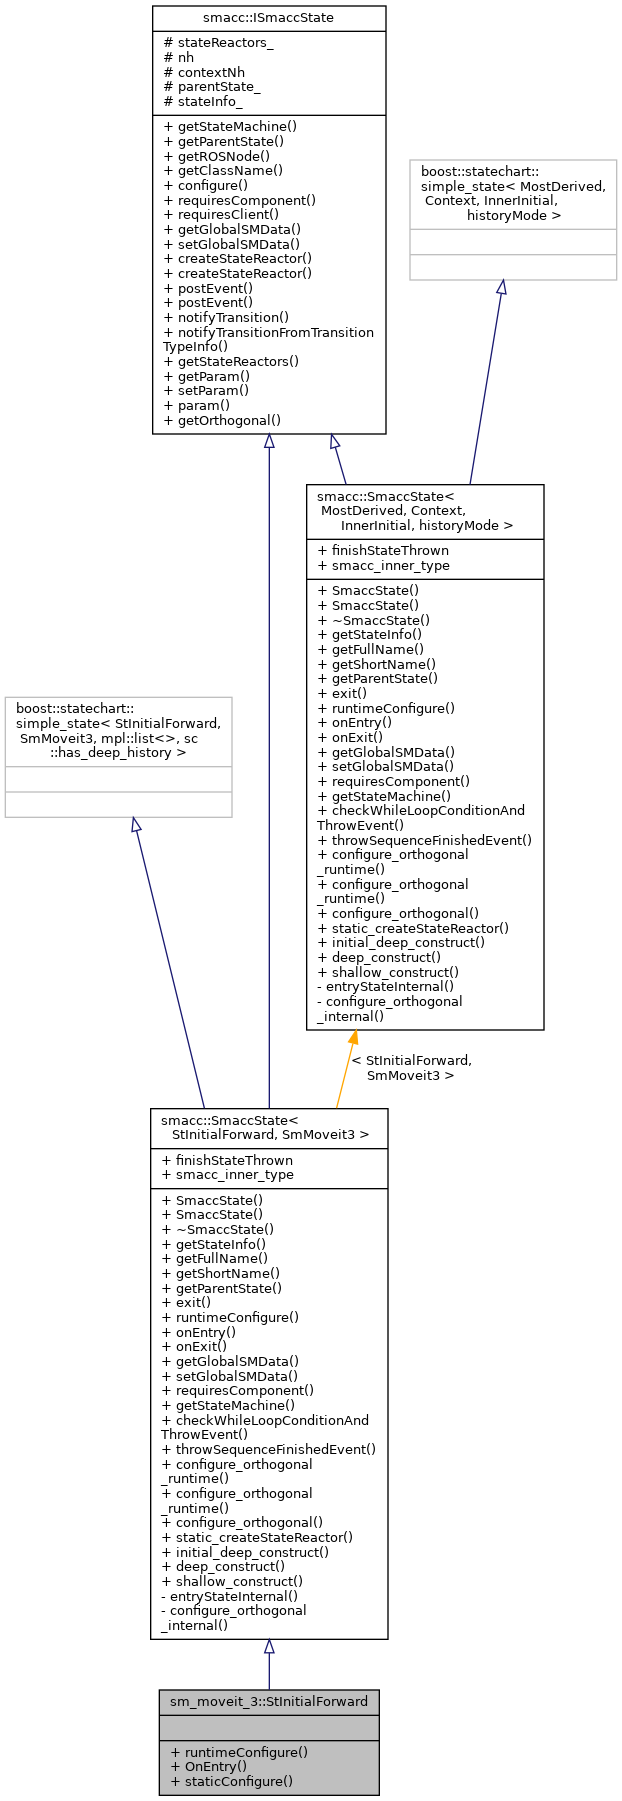 smacc::ISmaccState
# stateReactors_
# nh
# contextNh
# parentState_
# stateInfo_
+ getStateMachine()
+ getParentState()
+ getROSNode()
+ getClassName()
+ configure()
+ requiresComponent()
+ requiresClient()
+ getGlobalSMData()
+ setGlobalSMData()
+ createStateReactor()
+ createStateReactor()
+ postEvent()
+ postEvent()
+ notifyTransition()
+ notifyTransitionFromTransition
TypeInfo()
+ getStateReactors()
+ getParam()
+ setParam()
+ param()
+ getOrthogonal()
boost::statechart::
simple_state< MostDerived,
Context, InnerInitial,
historyMode >
smacc::SmaccState<
MostDerived, Context,
InnerInitial, historyMode >
+ finishStateThrown
+ smacc_inner_type
+ SmaccState()
+ SmaccState()
+ ~SmaccState()
+ getStateInfo()
+ getFullName()
+ getShortName()
+ getParentState()
+ exit()
+ runtimeConfigure()
+ onEntry()
+ onExit()
+ getGlobalSMData()
+ setGlobalSMData()
+ requiresComponent()
+ getStateMachine()
+ checkWhileLoopConditionAnd
ThrowEvent()
+ throwSequenceFinishedEvent()
+ configure_orthogonal
_runtime()
+ configure_orthogonal
_runtime()
+ configure_orthogonal()
+ static_createStateReactor()
+ initial_deep_construct()
+ deep_construct()
+ shallow_construct()
- entryStateInternal()
- configure_orthogonal
_internal()
boost::statechart::
simple_state< StInitialForward,
SmMoveit3, mpl::list<>, sc
::has_deep_history >
< StInitialForward,
SmMoveit3 >
smacc::SmaccState<
StInitialForward, SmMoveit3 >
+ finishStateThrown
+ smacc_inner_type
+ SmaccState()
+ SmaccState()
+ ~SmaccState()
+ getStateInfo()
+ getFullName()
+ getShortName()
+ getParentState()
+ exit()
+ runtimeConfigure()
+ onEntry()
+ onExit()
+ getGlobalSMData()
+ setGlobalSMData()
+ requiresComponent()
+ getStateMachine()
+ checkWhileLoopConditionAnd
ThrowEvent()
+ throwSequenceFinishedEvent()
+ configure_orthogonal
_runtime()
+ configure_orthogonal
_runtime()
+ configure_orthogonal()
+ static_createStateReactor()
+ initial_deep_construct()
+ deep_construct()
+ shallow_construct()
- entryStateInternal()
- configure_orthogonal
_internal()
sm_moveit_3::StInitialForward
+ runtimeConfigure()
+ OnEntry()
+ staticConfigure()